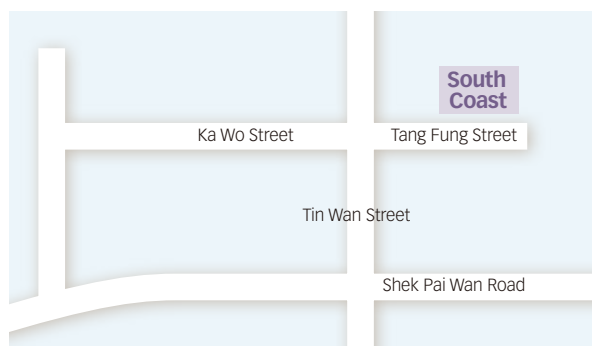 South
Coast
Ka Wo Street
Tang Fung Street
Tin Wan Street
Shek Pai Wan Road